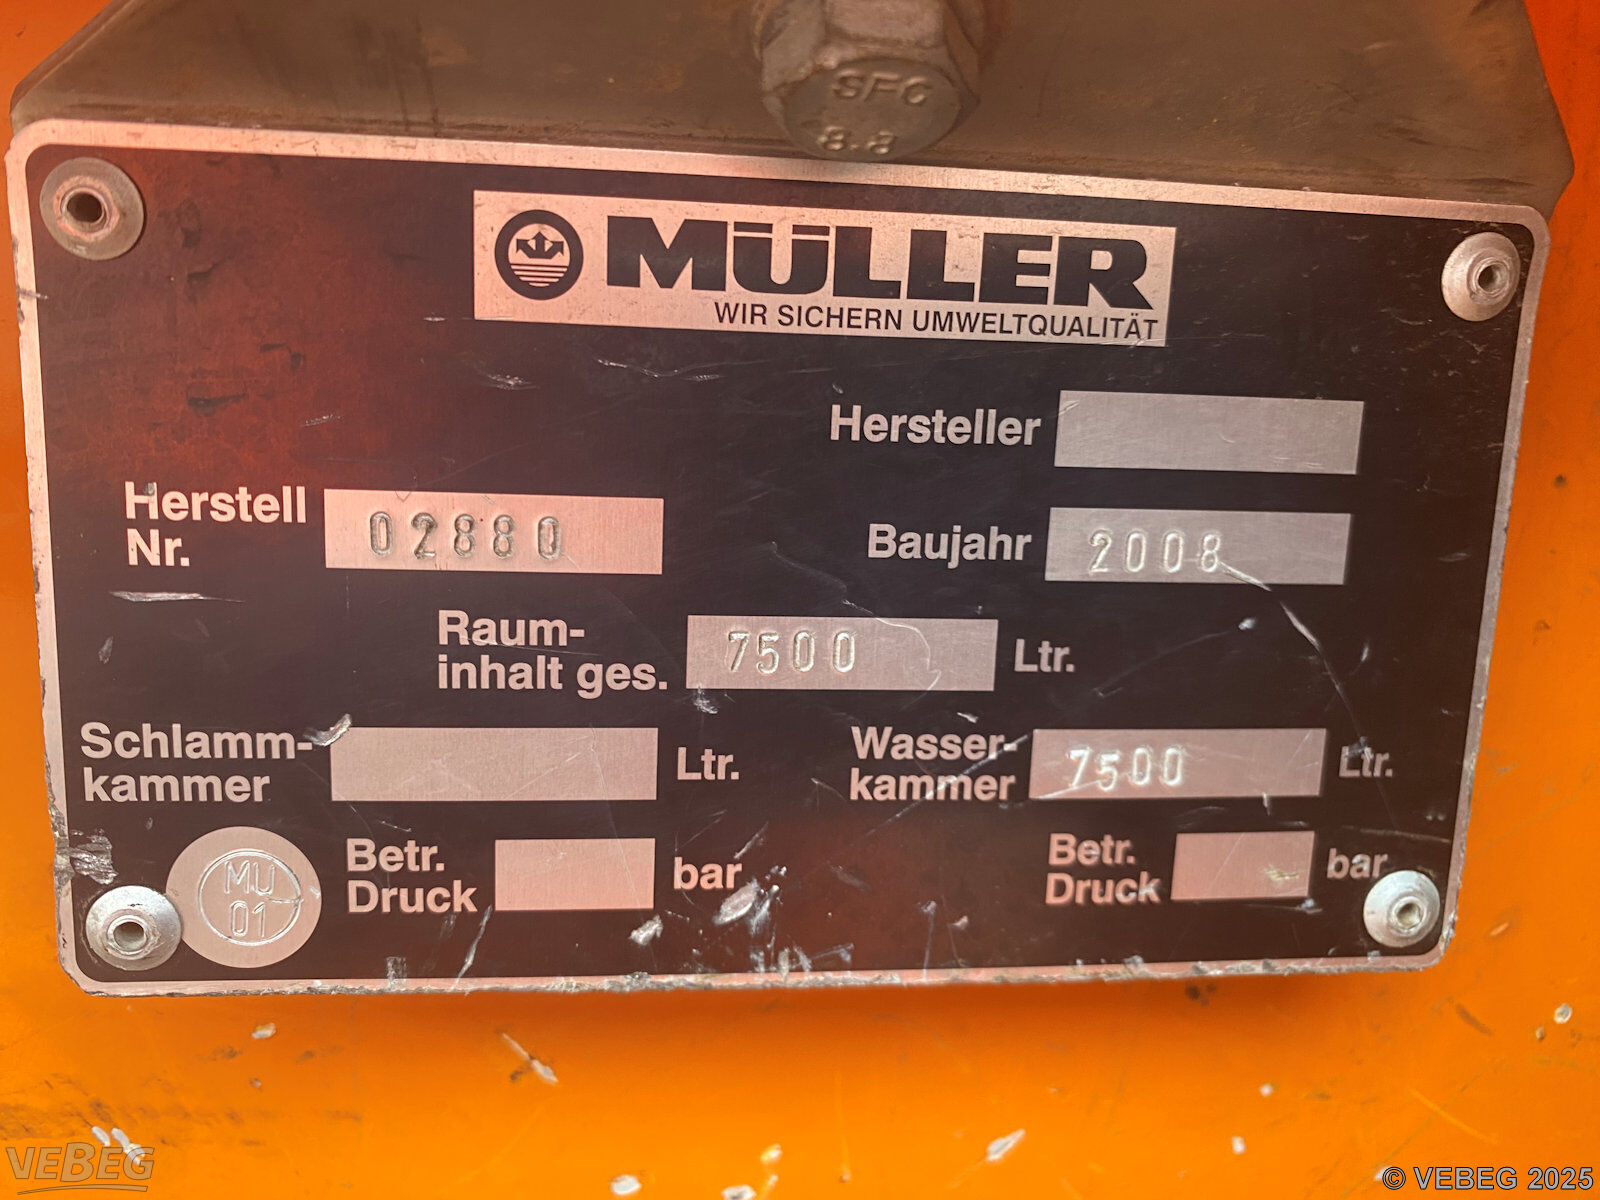 SFC
8.8
MÜLLER
WIR SICHERN UMWELTQUALITÄT
Hersteller
Herstell
Nr.
02880
Baujahr 2008
Raum-
inhalt ges.
7500 Ltr.
Schlamm-
kammer
Ltr.
Wasser-
kammer
7500 Ltr.
MU
01
Betr.
Druck
bar
Betr.
Druck
bar
VEBEG
© VEBEG 2025